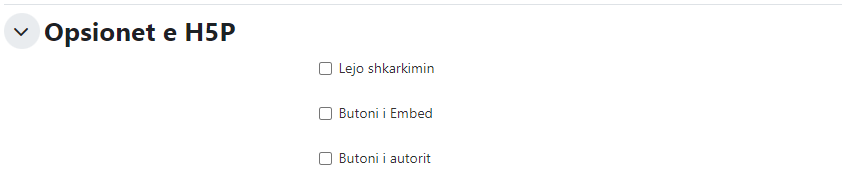 Opsionet e H5P
Lejo shkarkimin
Butoni i Embed
Butoni i autorit